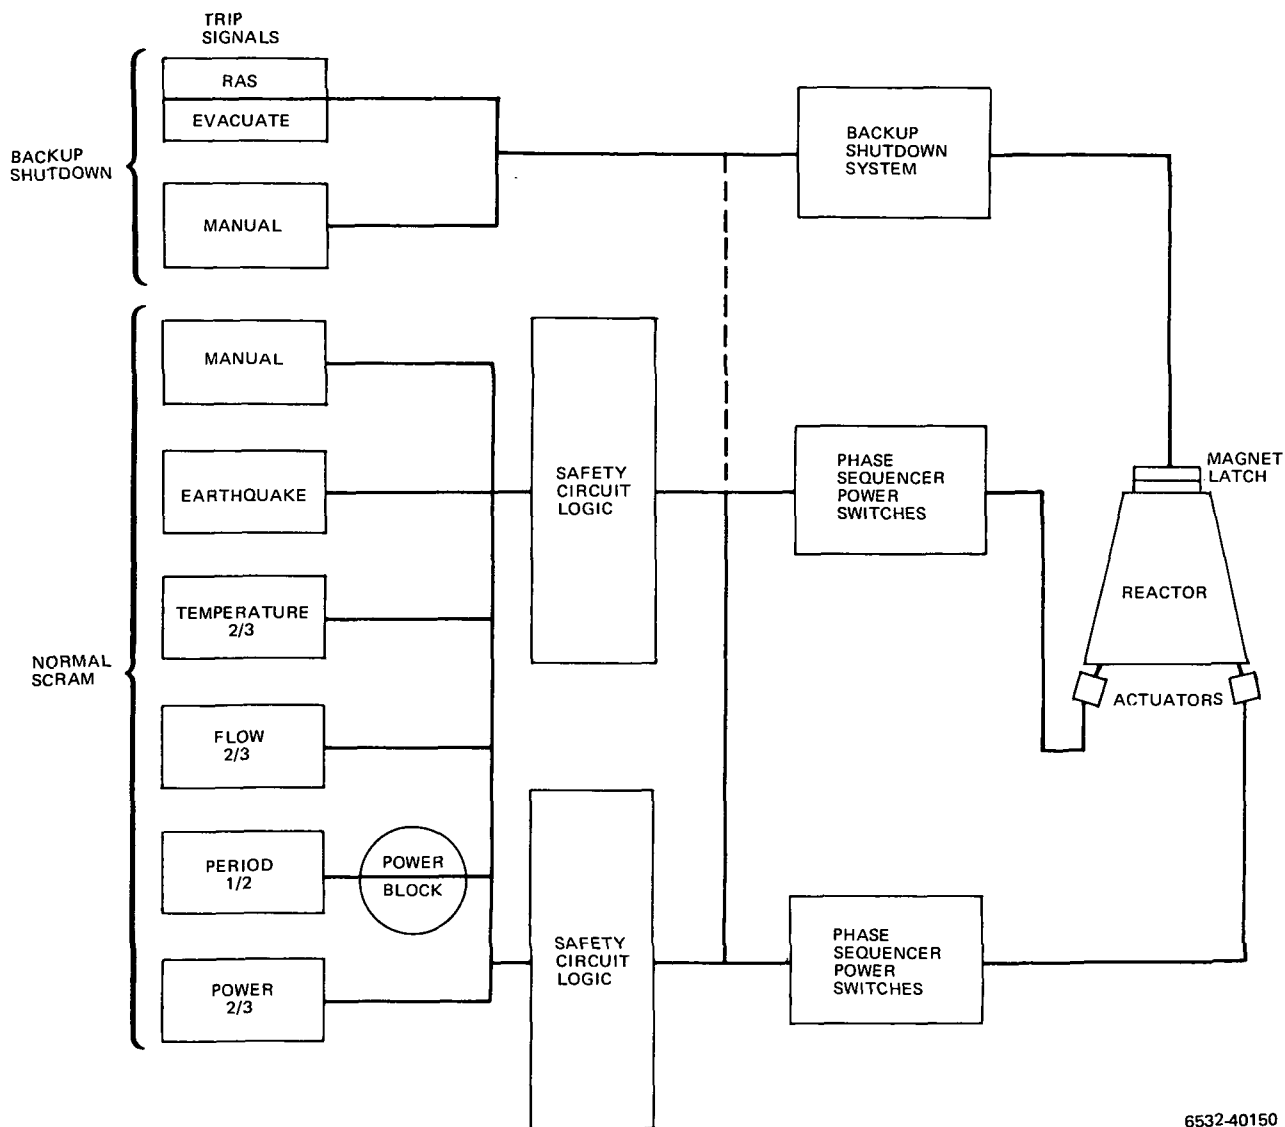 TRIP
SIGNALS
BACKUP
SHUTDOWN
RAS
EVACUATE
MANUAL
BACKUP
SHUTDOWN
SYSTEM
NORMAL
SCRAM
MANUAL
EARTHQUAKE
TEMPERATURE
2/3
FLOW
2/3
PERIOD
1/2
POWER
BLOCK
POWER
2/3
SAFETY
CIRCUIT
LOGIC
SAFETY
CIRCUIT
LOGIC
PHASE
SEQUENCER
POWER
SWITCHES
PHASE
SEQUENCER
POWER
SWITCHES
MAGNET
LATCH
REACTOR
ACTUATORS
6532-40150